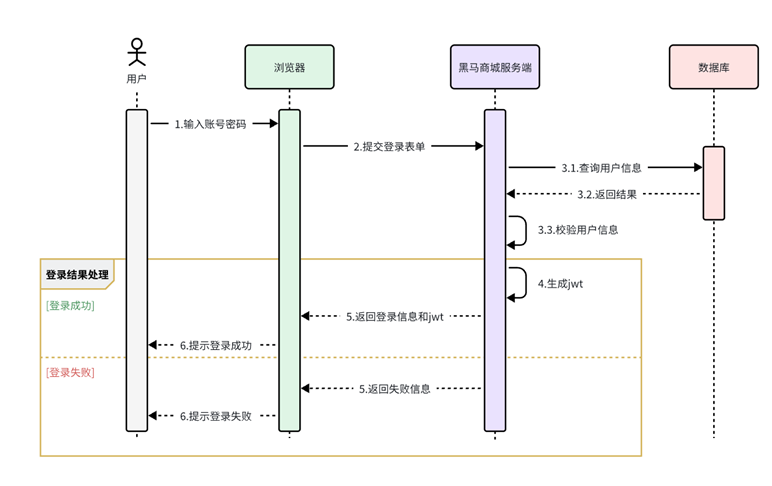 用户
浏览器
黑马商城服务端
数据库
1.输入账号密码
2.提交登录表单
3.1.查询用户信息
3.2.返回结果
3.3.校验用户信息
登录结果处理
4.生成jwt
[登录成功]
5.返回登录信息和jwt
6.提示登录成功
[登录失败]
5.返回失败信息
6.提示登录失败